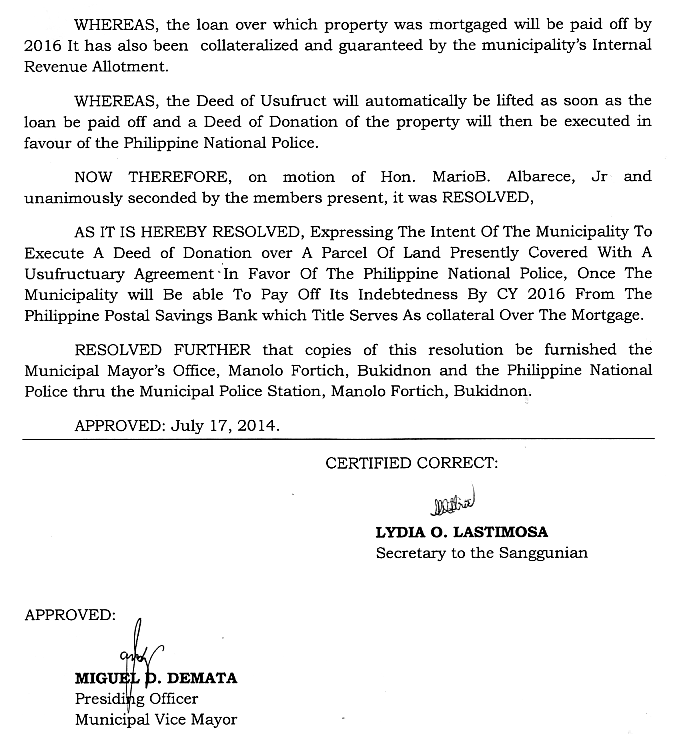 WHEREAS, the loan over which property was mortgaged will be paid off by
2016 It has also been collateralized and guaranteed by the municipality's Internal
Revenue Allotment.
WHEREAS, the Deed of Usufruct will automatically be lifted as soon as the
loan be paid off and a Deed of Donation of the property will then be executed in
favour of the Philippine National Police.
NOW THEREFORE, on motion of Hon. MarioB. Albarece, Jr and
unanimously seconded by the members present, it was RESOLVED,
AS IT IS HEREBY RESOLVED, Expressing The Intent Of The Municipality To
Execute A Deed of Donation over A Parcel Of Land Presently Covered With A
Usufructuary Agreement In Favor Of The Philippine National Police, Once The
Municipality will Be able To Pay Off Its Indebtedness By CY 2016 From The
Philippine Postal Savings Bank which Title Serves As collateral Over The Mortgage.
RESOLVED FURTHER that copies of this resolution be furnished the
Municipal Mayor's Office, Manolo Fortich, Bukidnon and the Philippine National
Police thru the Municipal Police Station, Manolo Fortich, Bukidnon.
APPROVED: July 17, 2014.
CERTIFIED CORRECT:
LYDIA O. LASTIMOSA
Secretary to the Sanggunian
APPROVED:
MIGUEL D. DEMATA
Presiding Officer
Municipal Vice Mayor